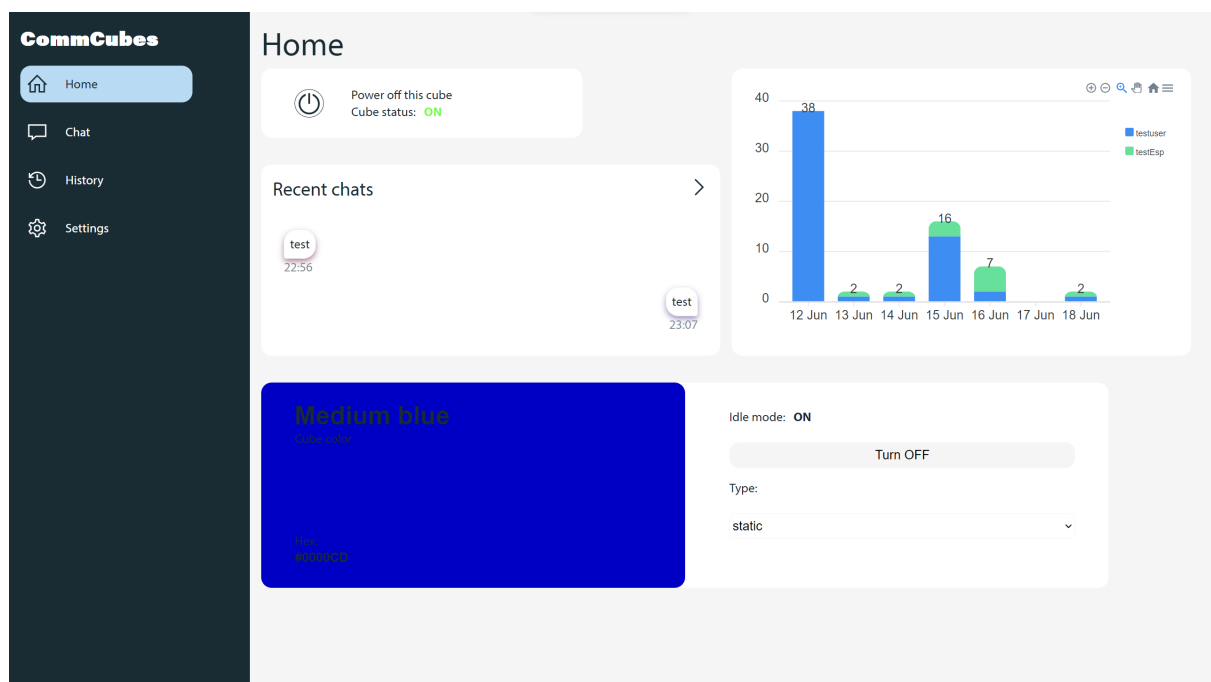 CommCubes
Home
Chat
History
Settings
Home
Power off this cube
Cube status: ON
Recent chats
test
22:56
test
23:07
40
30
20
10
0
38
2
2
16
7
2
12 Jun 13 Jun 14 Jun 15 Jun 16 Jun 17 Jun 18 Jun
testuser
testEsp
Medium blue
Cube color
Hex:
#0000CD
Idle mode: ON
Turn OFF
Type:
static